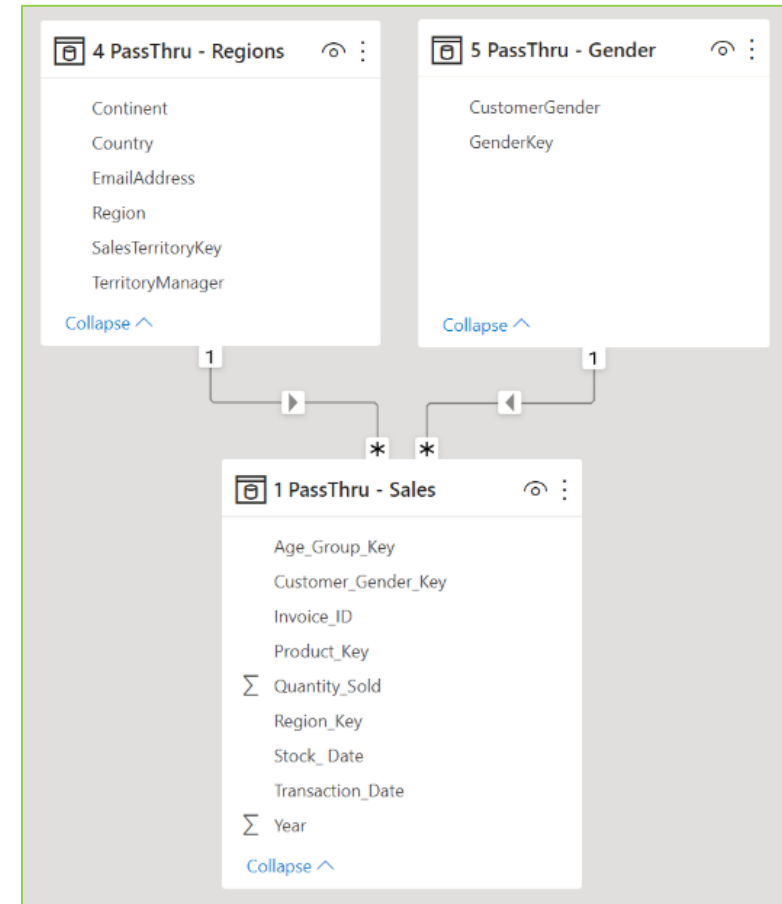 4 PassThru - Regions
Continent
Country
EmailAddress
Region
SalesTerritoryKey
TerritoryManager
Collapse
5 PassThru - Gender
CustomerGender
GenderKey
Collapse
1
1
*
*
1 PassThru - Sales
Age_Group_Key
Customer_Gender_Key
Invoice_ID
Product_Key
Σ Quantity_Sold
Region_Key
Stock_ Date
Transaction_Date
Σ Year
Collapse